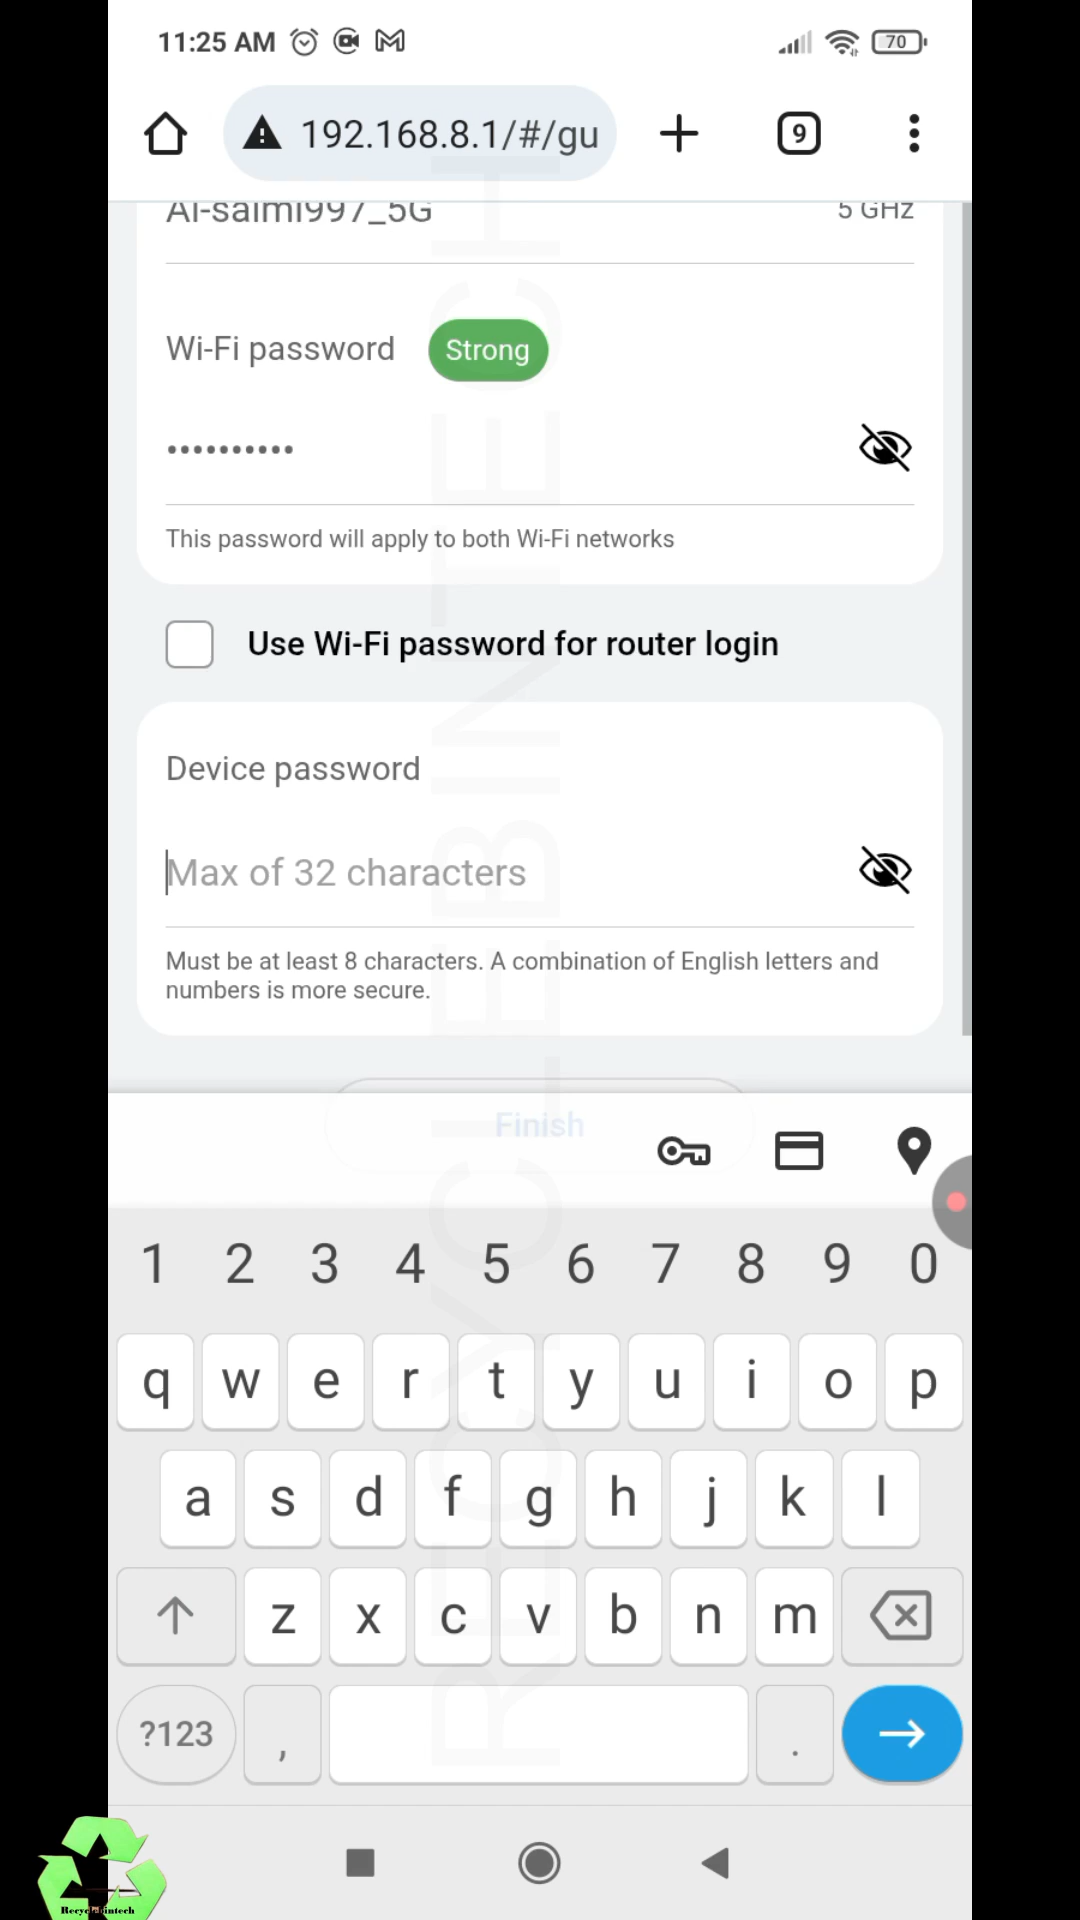 11:25 AM
70
192.168.8.1/#/gu
9
Al-salmi997_5G
5 GHz
Wi-Fi password
Strong
••••••••••
This password will apply to both Wi-Fi networks
Use Wi-Fi password for router login
Device password
Max of 32 characters
Must be at least 8 characters. A combination of English letters and
numbers is more secure.
Finish
1 2 3 4 5 6 7 8 9 0
q w e r t y u i o p
a s d f g h j k l
z x c v b n m
?123 , .
RECYCLEBINTECH
Recyclebintech